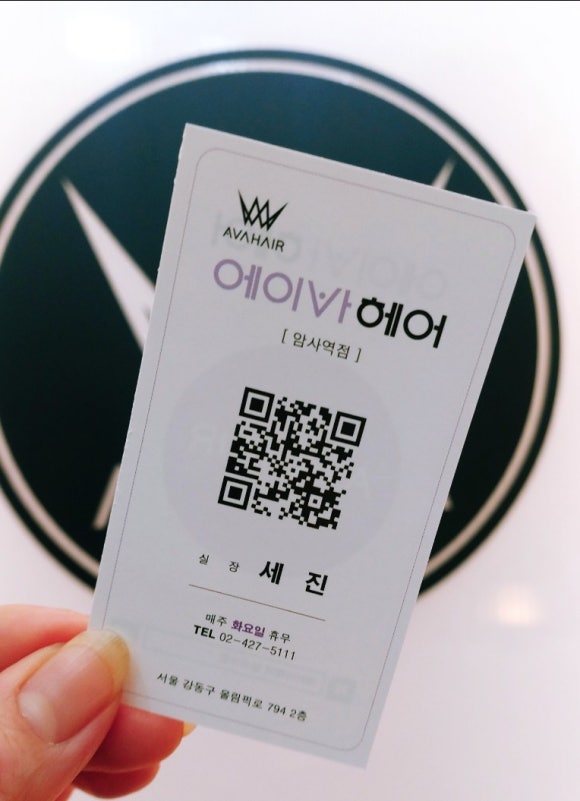 AVAHAIR
에이바헤어
[ 암사역점 ]
실 장 세 진
매주 화요일 휴무
TEL 02-427-5111
서울 강동구 올림픽로 794 2층